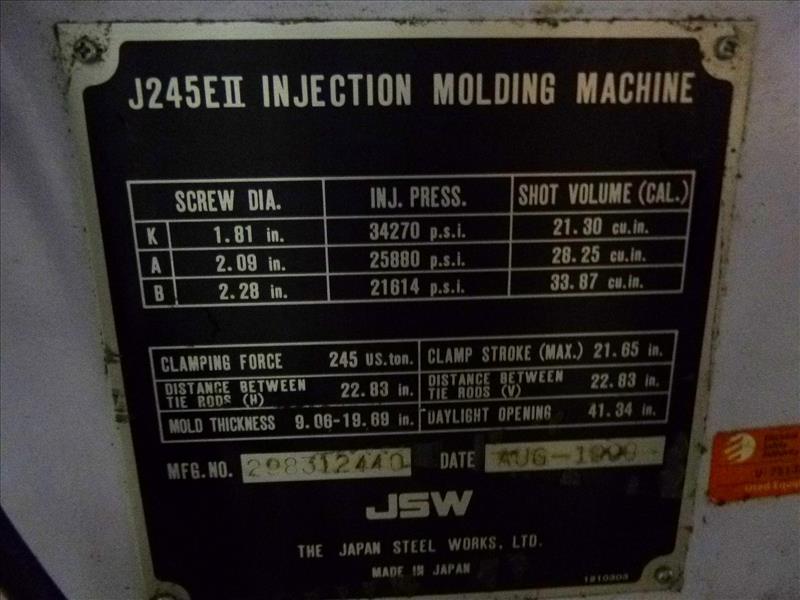 J245EII INJECTION MOLDING MACHINE
SCREW DIA. INJ. PRESS. SHOT VOLUME (CAL.)
K 1.81 in. 34270 p.s.i. 21.30 cu.in.
A 2.09 in. 25880 p.s.i. 28.25 cu.in.
B 2.28 in. 21614 p.s.i. 33.87 cu.in.
CLAMPING FORCE 245 US.ton. CLAMP STROKE (MAX.) 21.65 in.
DISTANCE BETWEEN TIE RODS (H) 22.83 in. DISTANCE BETWEEN TIE RODS (V) 22.83 in.
MOLD THICKNESS 9.06-19.69 in. DAYLIGHT OPENING 41.34 in.
MFG.NO. 298312440 DATE AUG-1999
JSW
THE JAPAN STEEL WORKS, LTD.
MADE IN JAPAN
1810303